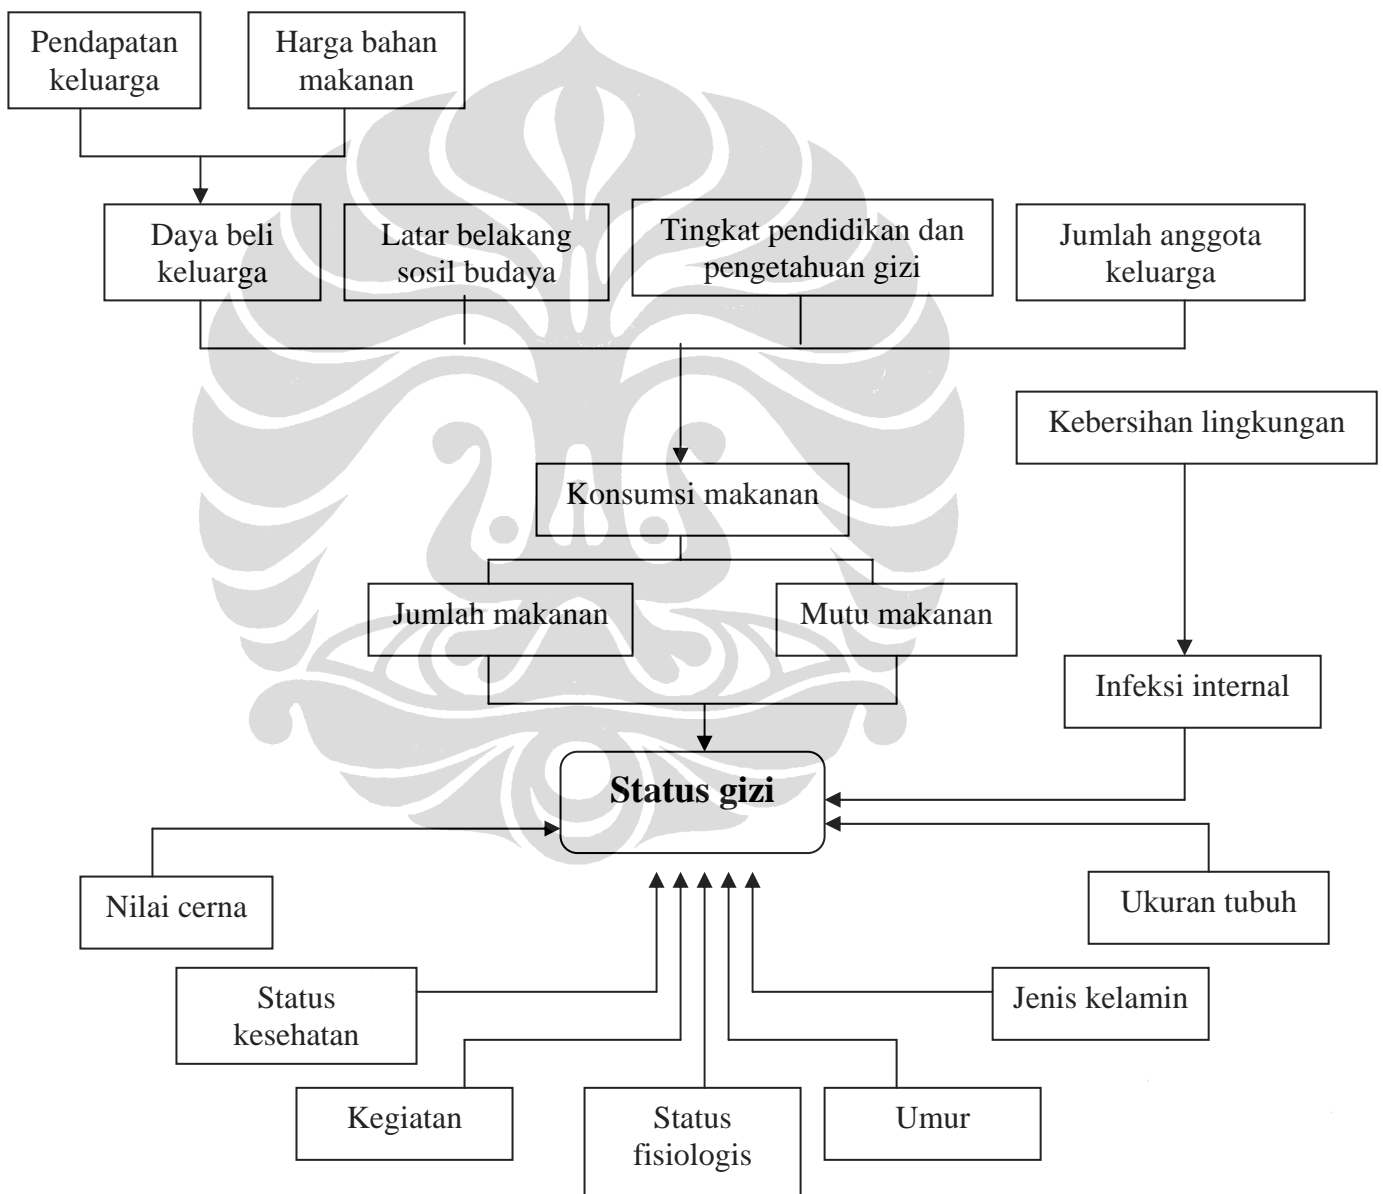 Pendapatan
keluarga
Harga bahan
makanan
Daya beli
keluarga
Latar belakang
sosil budaya
Tingkat pendidikan dan
pengetahuan gizi
Jumlah anggota
keluarga
Kebersihan lingkungan
Konsumsi makanan
Jumlah makanan
Mutu makanan
Infeksi internal
Status gizi
Nilai cerna
Ukuran tubuh
Status
kesehatan
Jenis kelamin
Kegiatan
Status
fisiologis
Umur